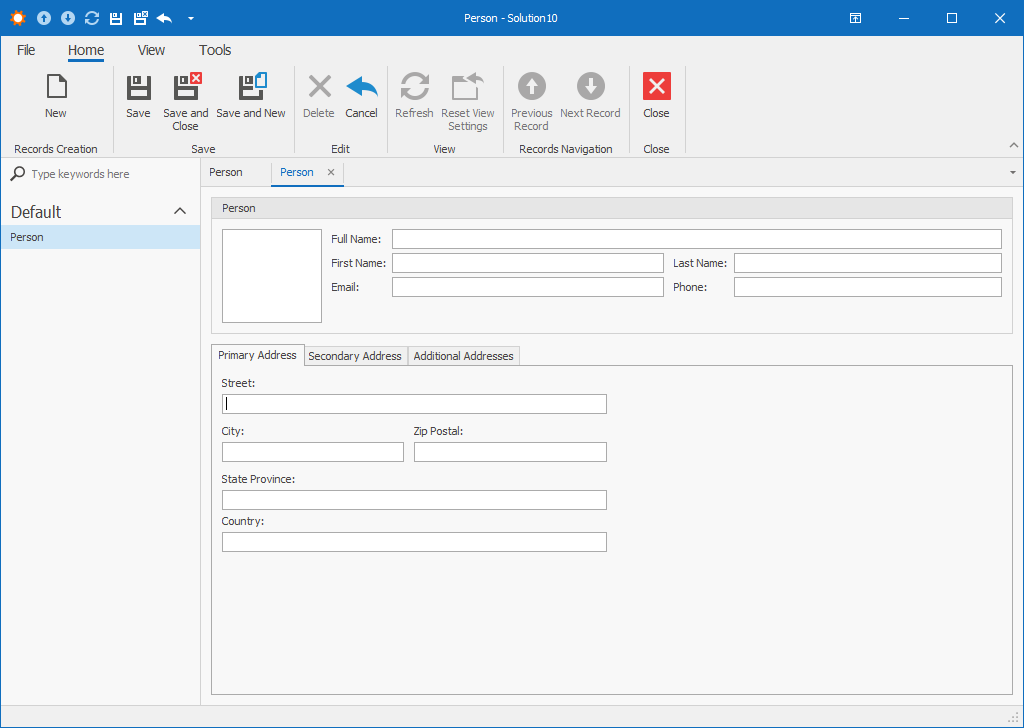 Person - Solution10
File Home View Tools
New Save Save and Close Save and New Delete Cancel Refresh Reset View Settings Previous Record Next Record Close
Records Creation Save Edit View Records Navigation Close
Type keywords here
Person Person
Default
Person
Person
Full Name:
First Name: Last Name:
Email: Phone:
Primary Address Secondary Address Additional Addresses
Street:
City: Zip Postal:
State Province:
Country: